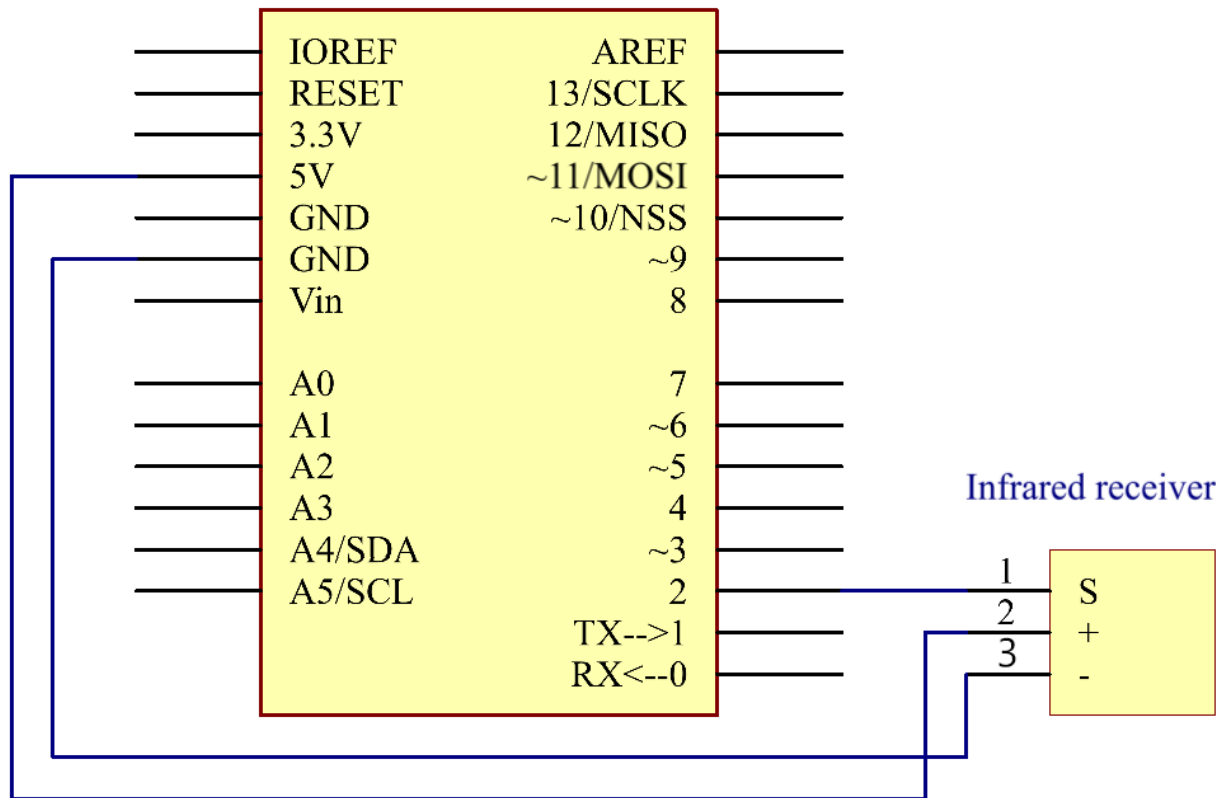 IOREF
RESET
3.3V
5V
GND
GND
Vin
A0
A1
A2
A3
A4/SDA
A5/SCL
AREF
13/SCLK
12/MISO
~11/MOSI
~10/NSS
~9
8
7
~6
~5
4
~3
2
TX-->1
RX<--0
Infrared receiver
1 S
2 +
3 -